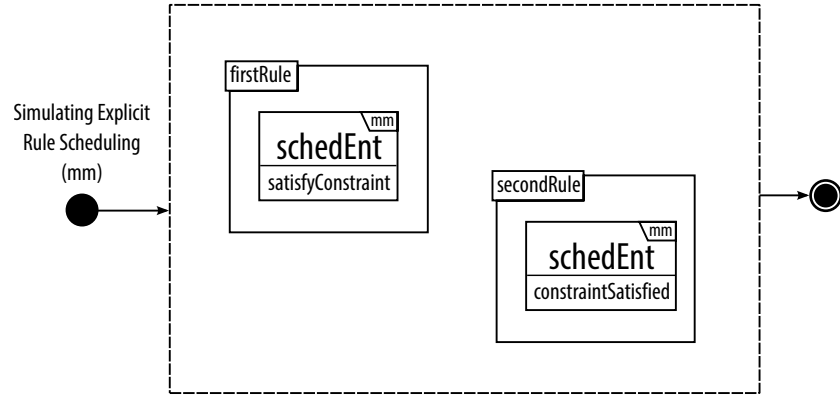 Simulating Explicit
Rule Scheduling
(mm)
firstRule
mm
schedEnt
satisfyConstraint
secondRule
mm
schedEnt
constraintSatisfied